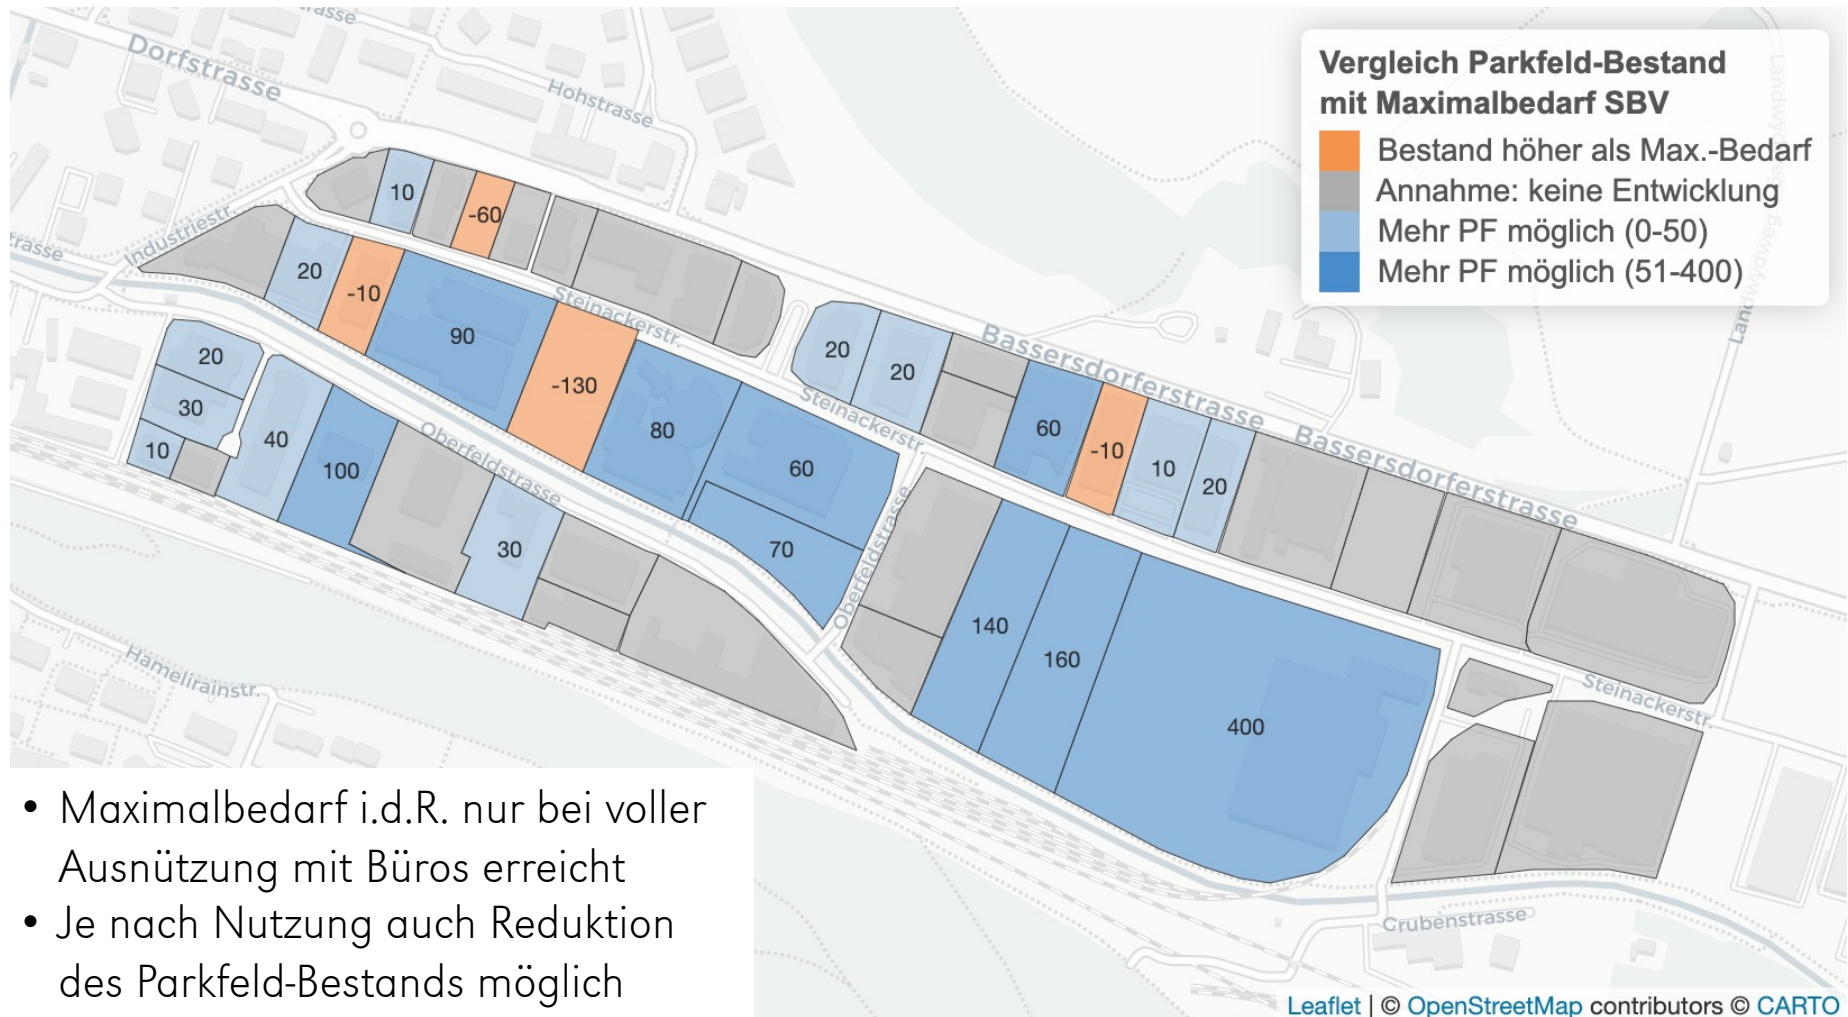 rasse
Dorfstrasse
Hohstrasse
Industriestr.
rasse
Vergleich Parkfeld-Bestand
mit Maximalbedarf SBV
Bestand höher als Max.-Bedarf
Annahme: keine Entwicklung
Mehr PF möglich (0-50)
Mehr PF möglich (51-400)
Landwydweg
10
-60
20
-10
90
-130
80
60
70
Steinackerstr.
20
30
10
40
100
30
Oberfeldstrasse
20
20
60
-10
10
20
Bassersdorferstrasse
Bassersdorferstrasse
Steinackerstr.
Oberfeldstrasse
140
160
400
Steinackerstr.
Hamelirainstr.
Grubenstrasse
• Maximalbedarf i.d.R. nur bei voller
Ausnützung mit Büros erreicht
• Je nach Nutzung auch Reduktion
des Parkfeld-Bestands möglich
Leaflet | © OpenStreetMap contributors © CARTO